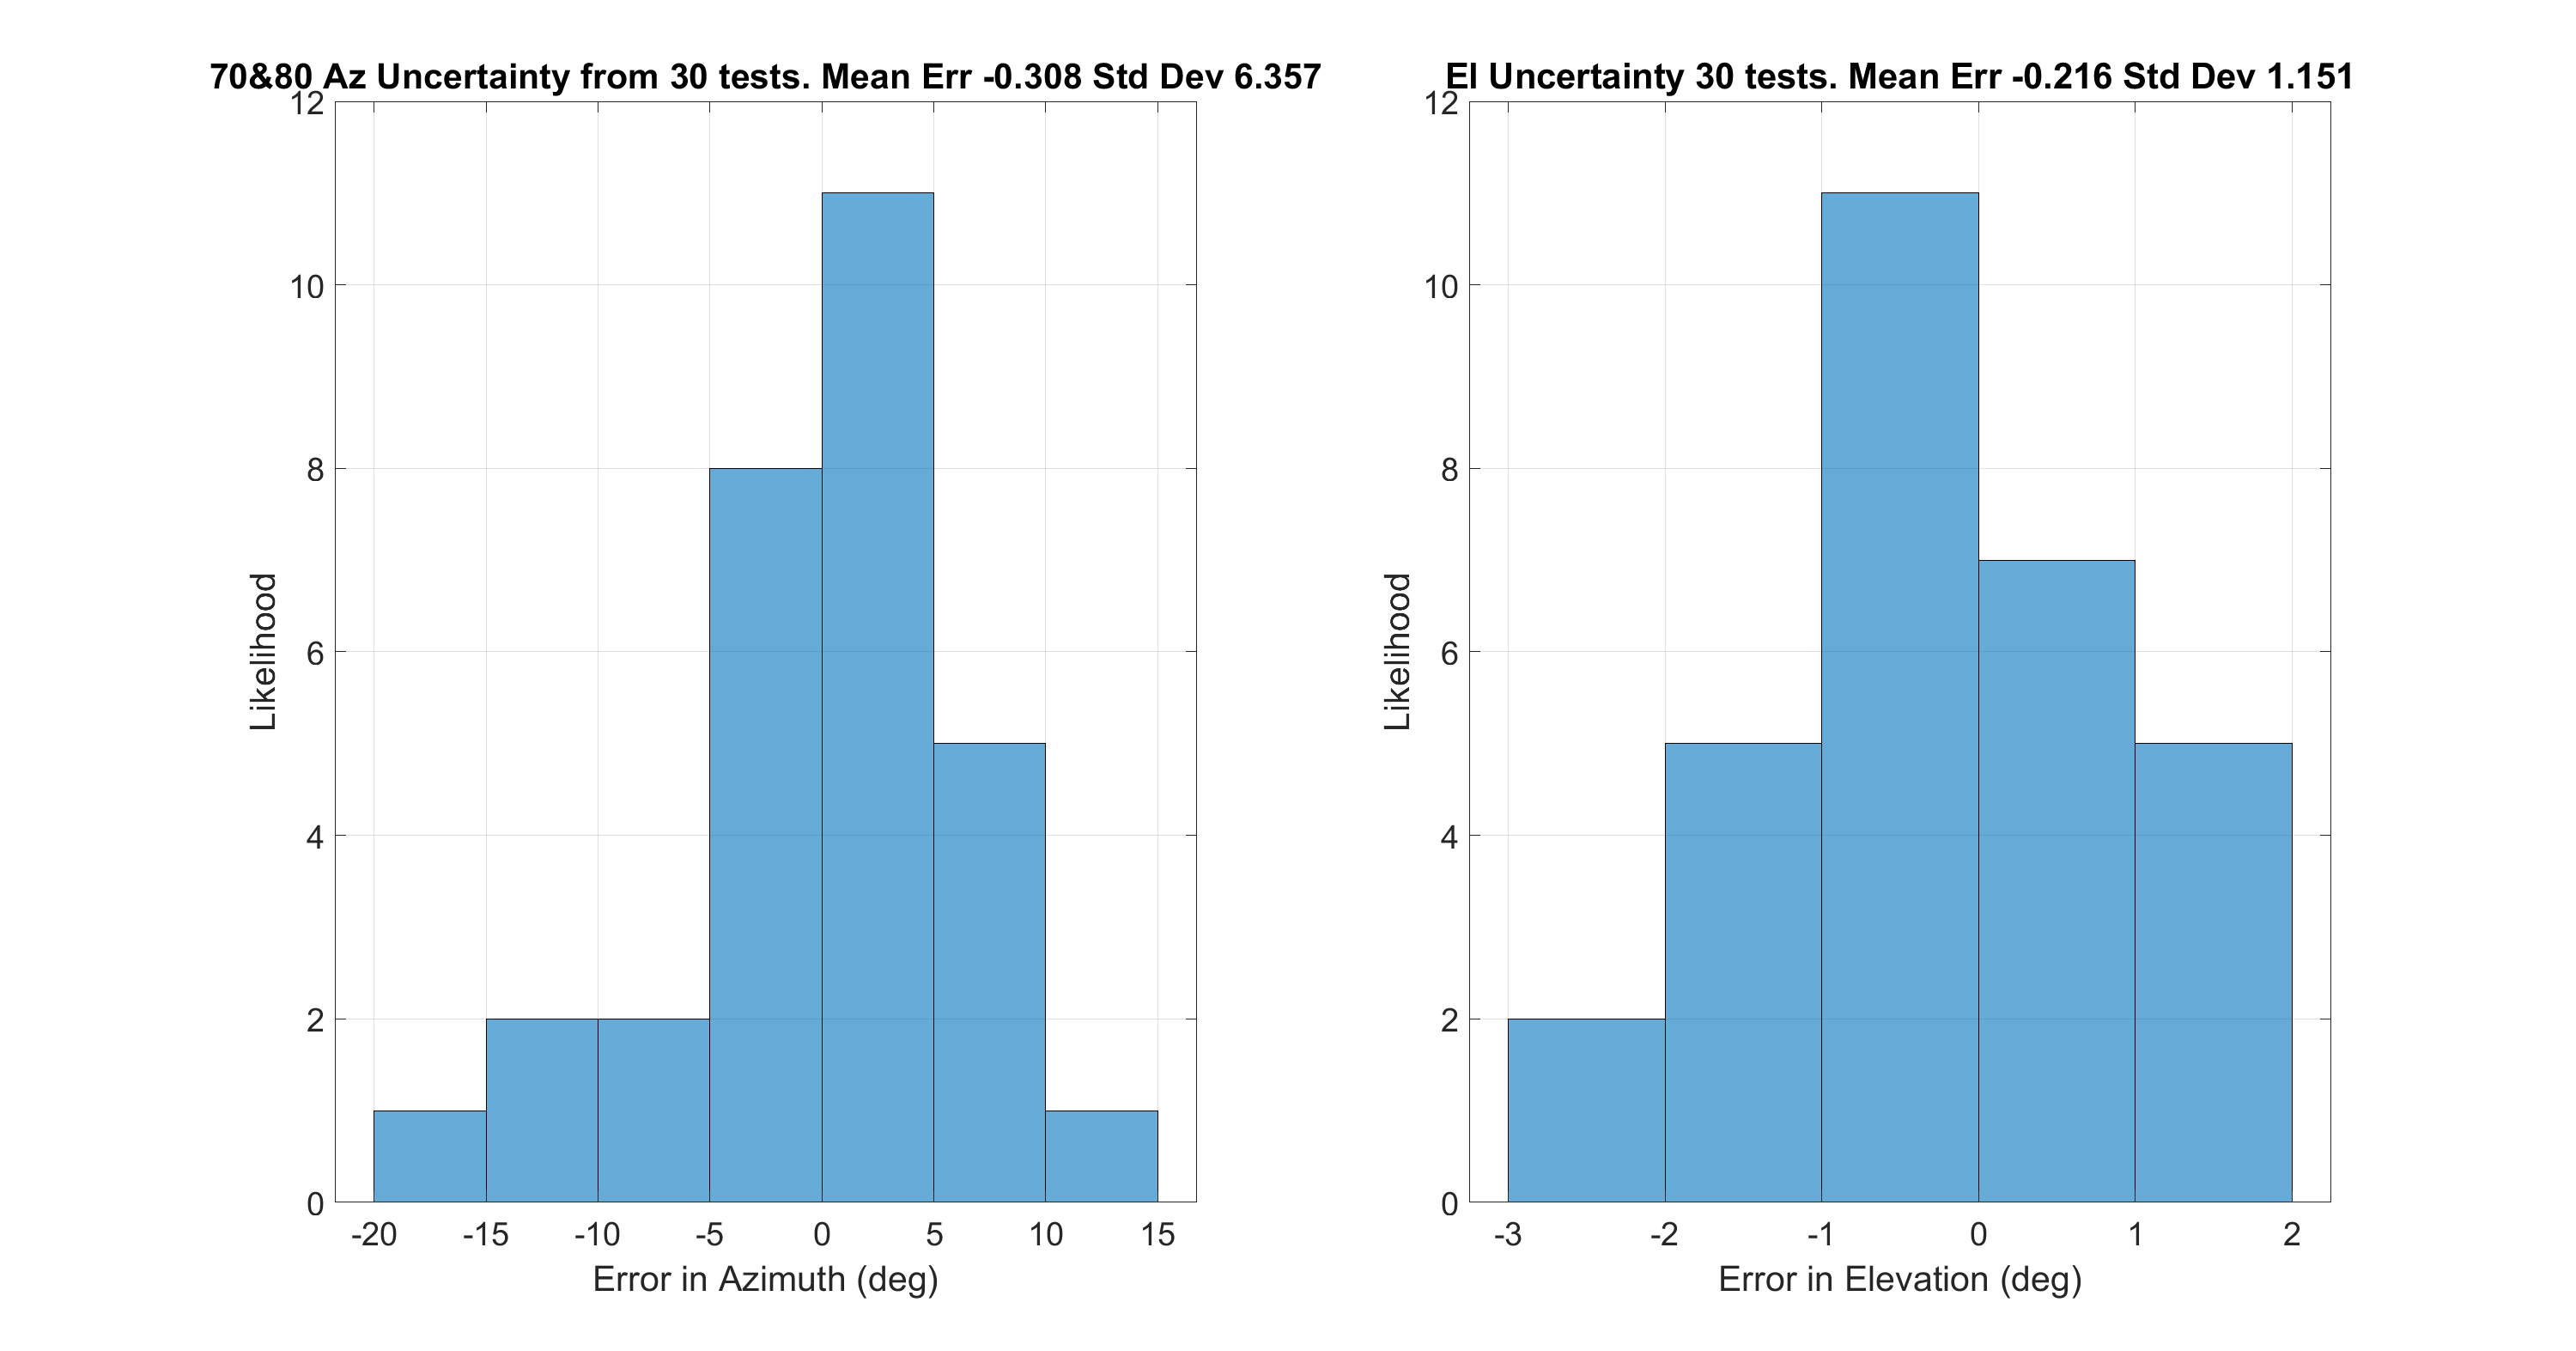 70&80 Az Uncertainty from 30 tests. Mean Err -0.308 Std Dev 6.357
12
10
8
6
4
2
0
Likelihood
-20 -15 -10 -5 0 5 10 15
Error in Azimuth (deg)
El Uncertainty 30 tests. Mean Err -0.216 Std Dev 1.151
12
10
8
6
4
2
0
Likelihood
-3 -2 -1 0 1 2
Error in Elevation (deg)